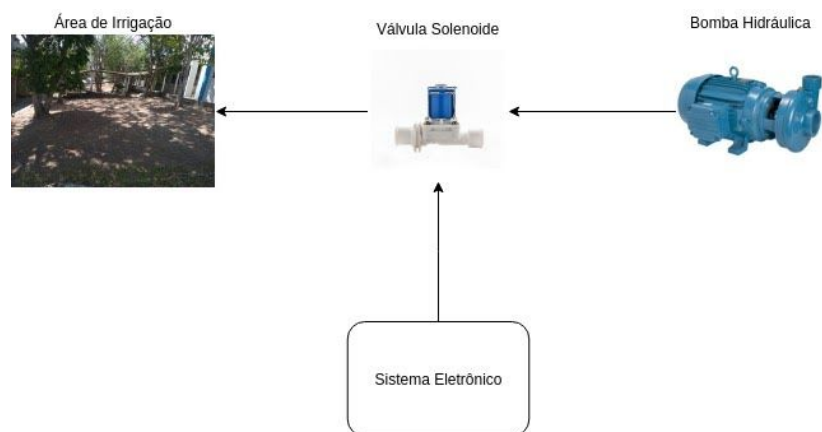 Área de Irrigação
Válvula Solenoide
Bomba Hidráulica
Sistema Eletrônico